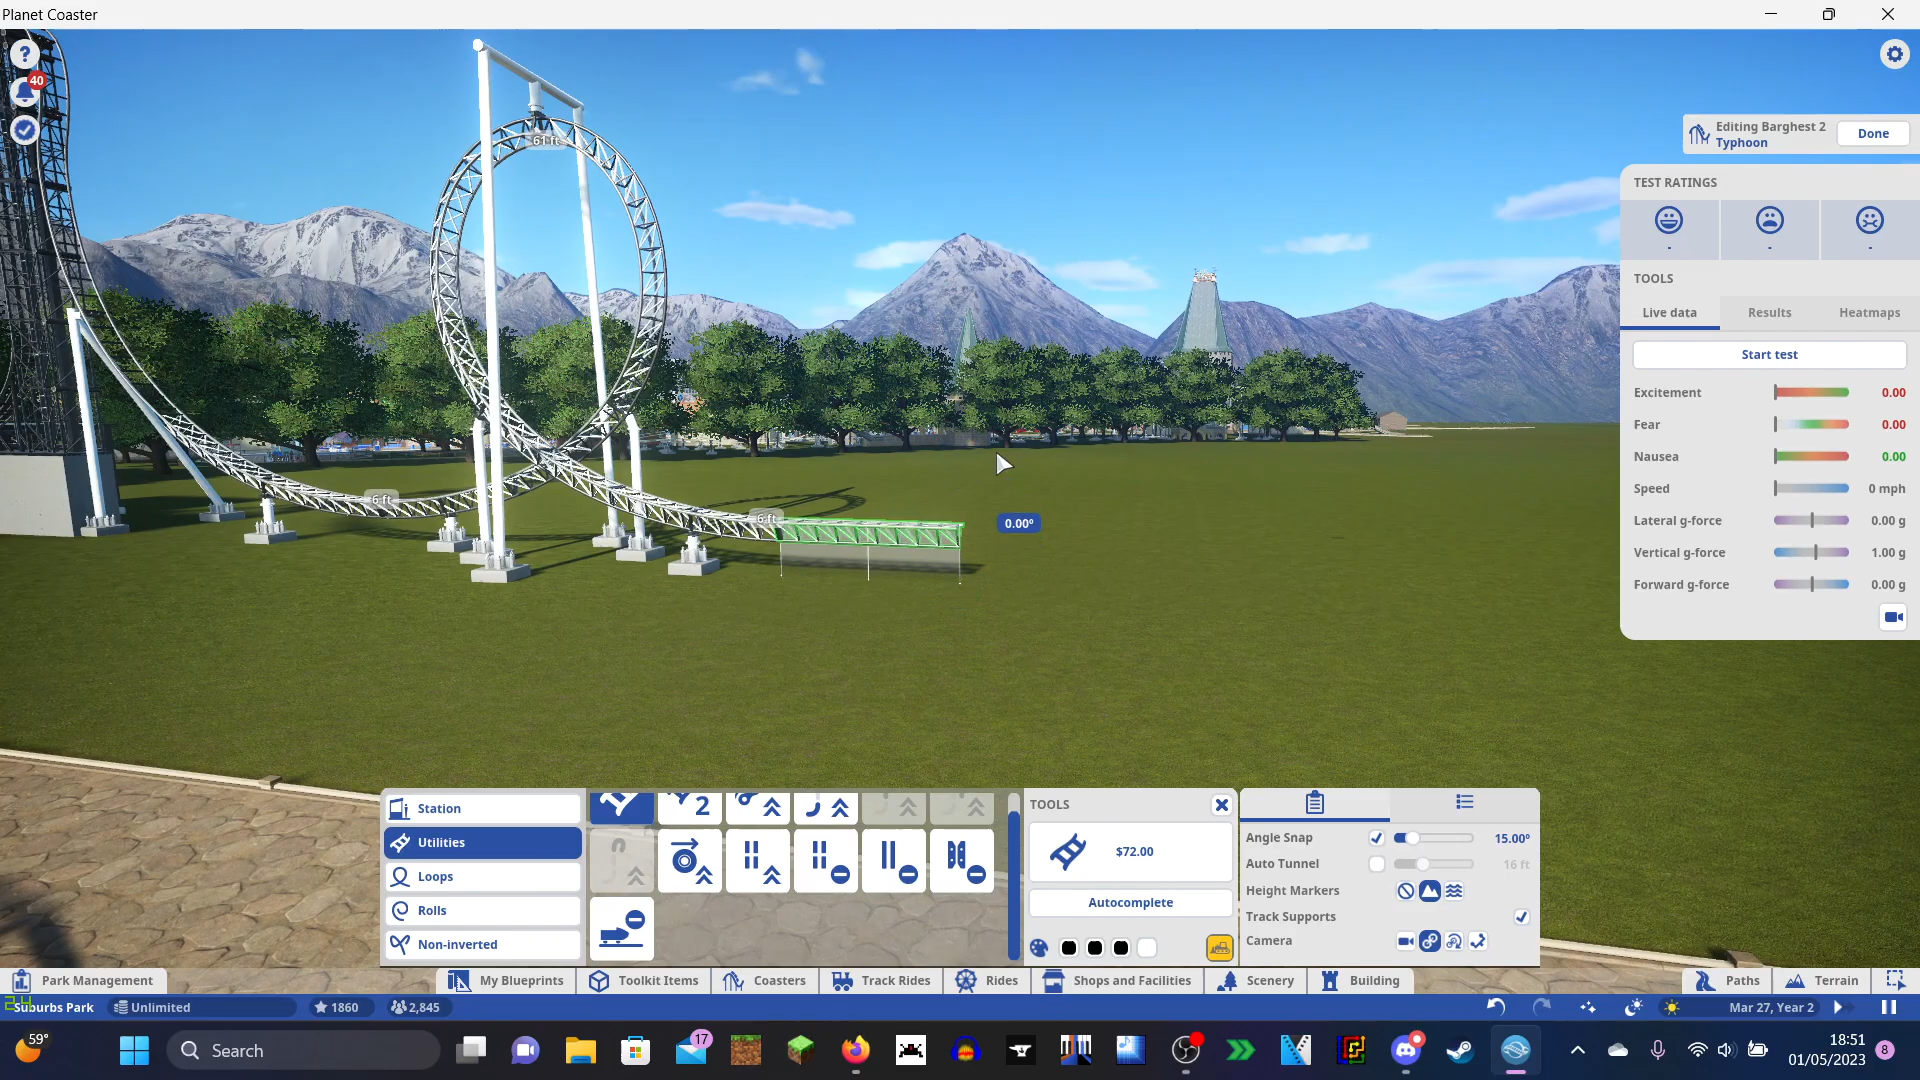 Planet Coaster
?
40
61 ft
Editing Barghest 2
Typhoon
Done
TEST RATINGS
-
-
-
TOOLS
Live data
Results
Heatmaps
Start test
Excitement
0.00
Fear
0.00
Nausea
0.00
Speed
0 mph
Lateral g-force
0.00 g
Vertical g-force
1.00 g
Forward g-force
0.00 g
6 ft
6 ft
0.00°
Station
Utilities
Loops
Rolls
Non-inverted
2
TOOLS
$72.00
Autocomplete
Angle Snap
15.00°
Auto Tunnel
16 ft
Height Markers
Track Supports
Camera
Park Management
My Blueprints
Toolkit Items
Coasters
Track Rides
Rides
Shops and Facilities
Scenery
Building
Paths
Terrain
24
Suburbs Park
Unlimited
1860
2,845
Mar 27, Year 2
59°
Search
17
18:51
01/05/2023
8